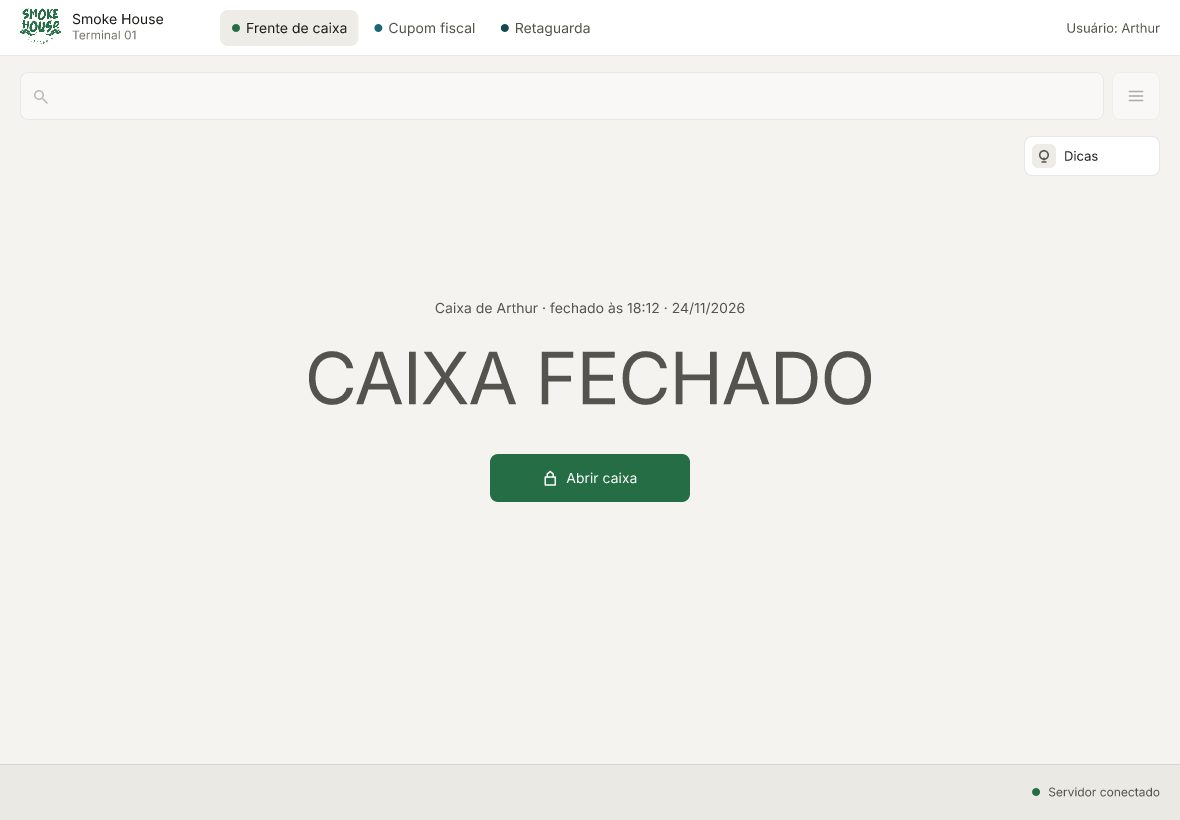 SMOKE
HOUSE
Smoke House
Terminal 01
Frente de caixa
Cupom fiscal
Retaguarda
Usuário: Arthur
Dicas
Caixa de Arthur · fechado às 18:12 · 24/11/2026
CAIXA FECHADO
Abrir caixa
Servidor conectado